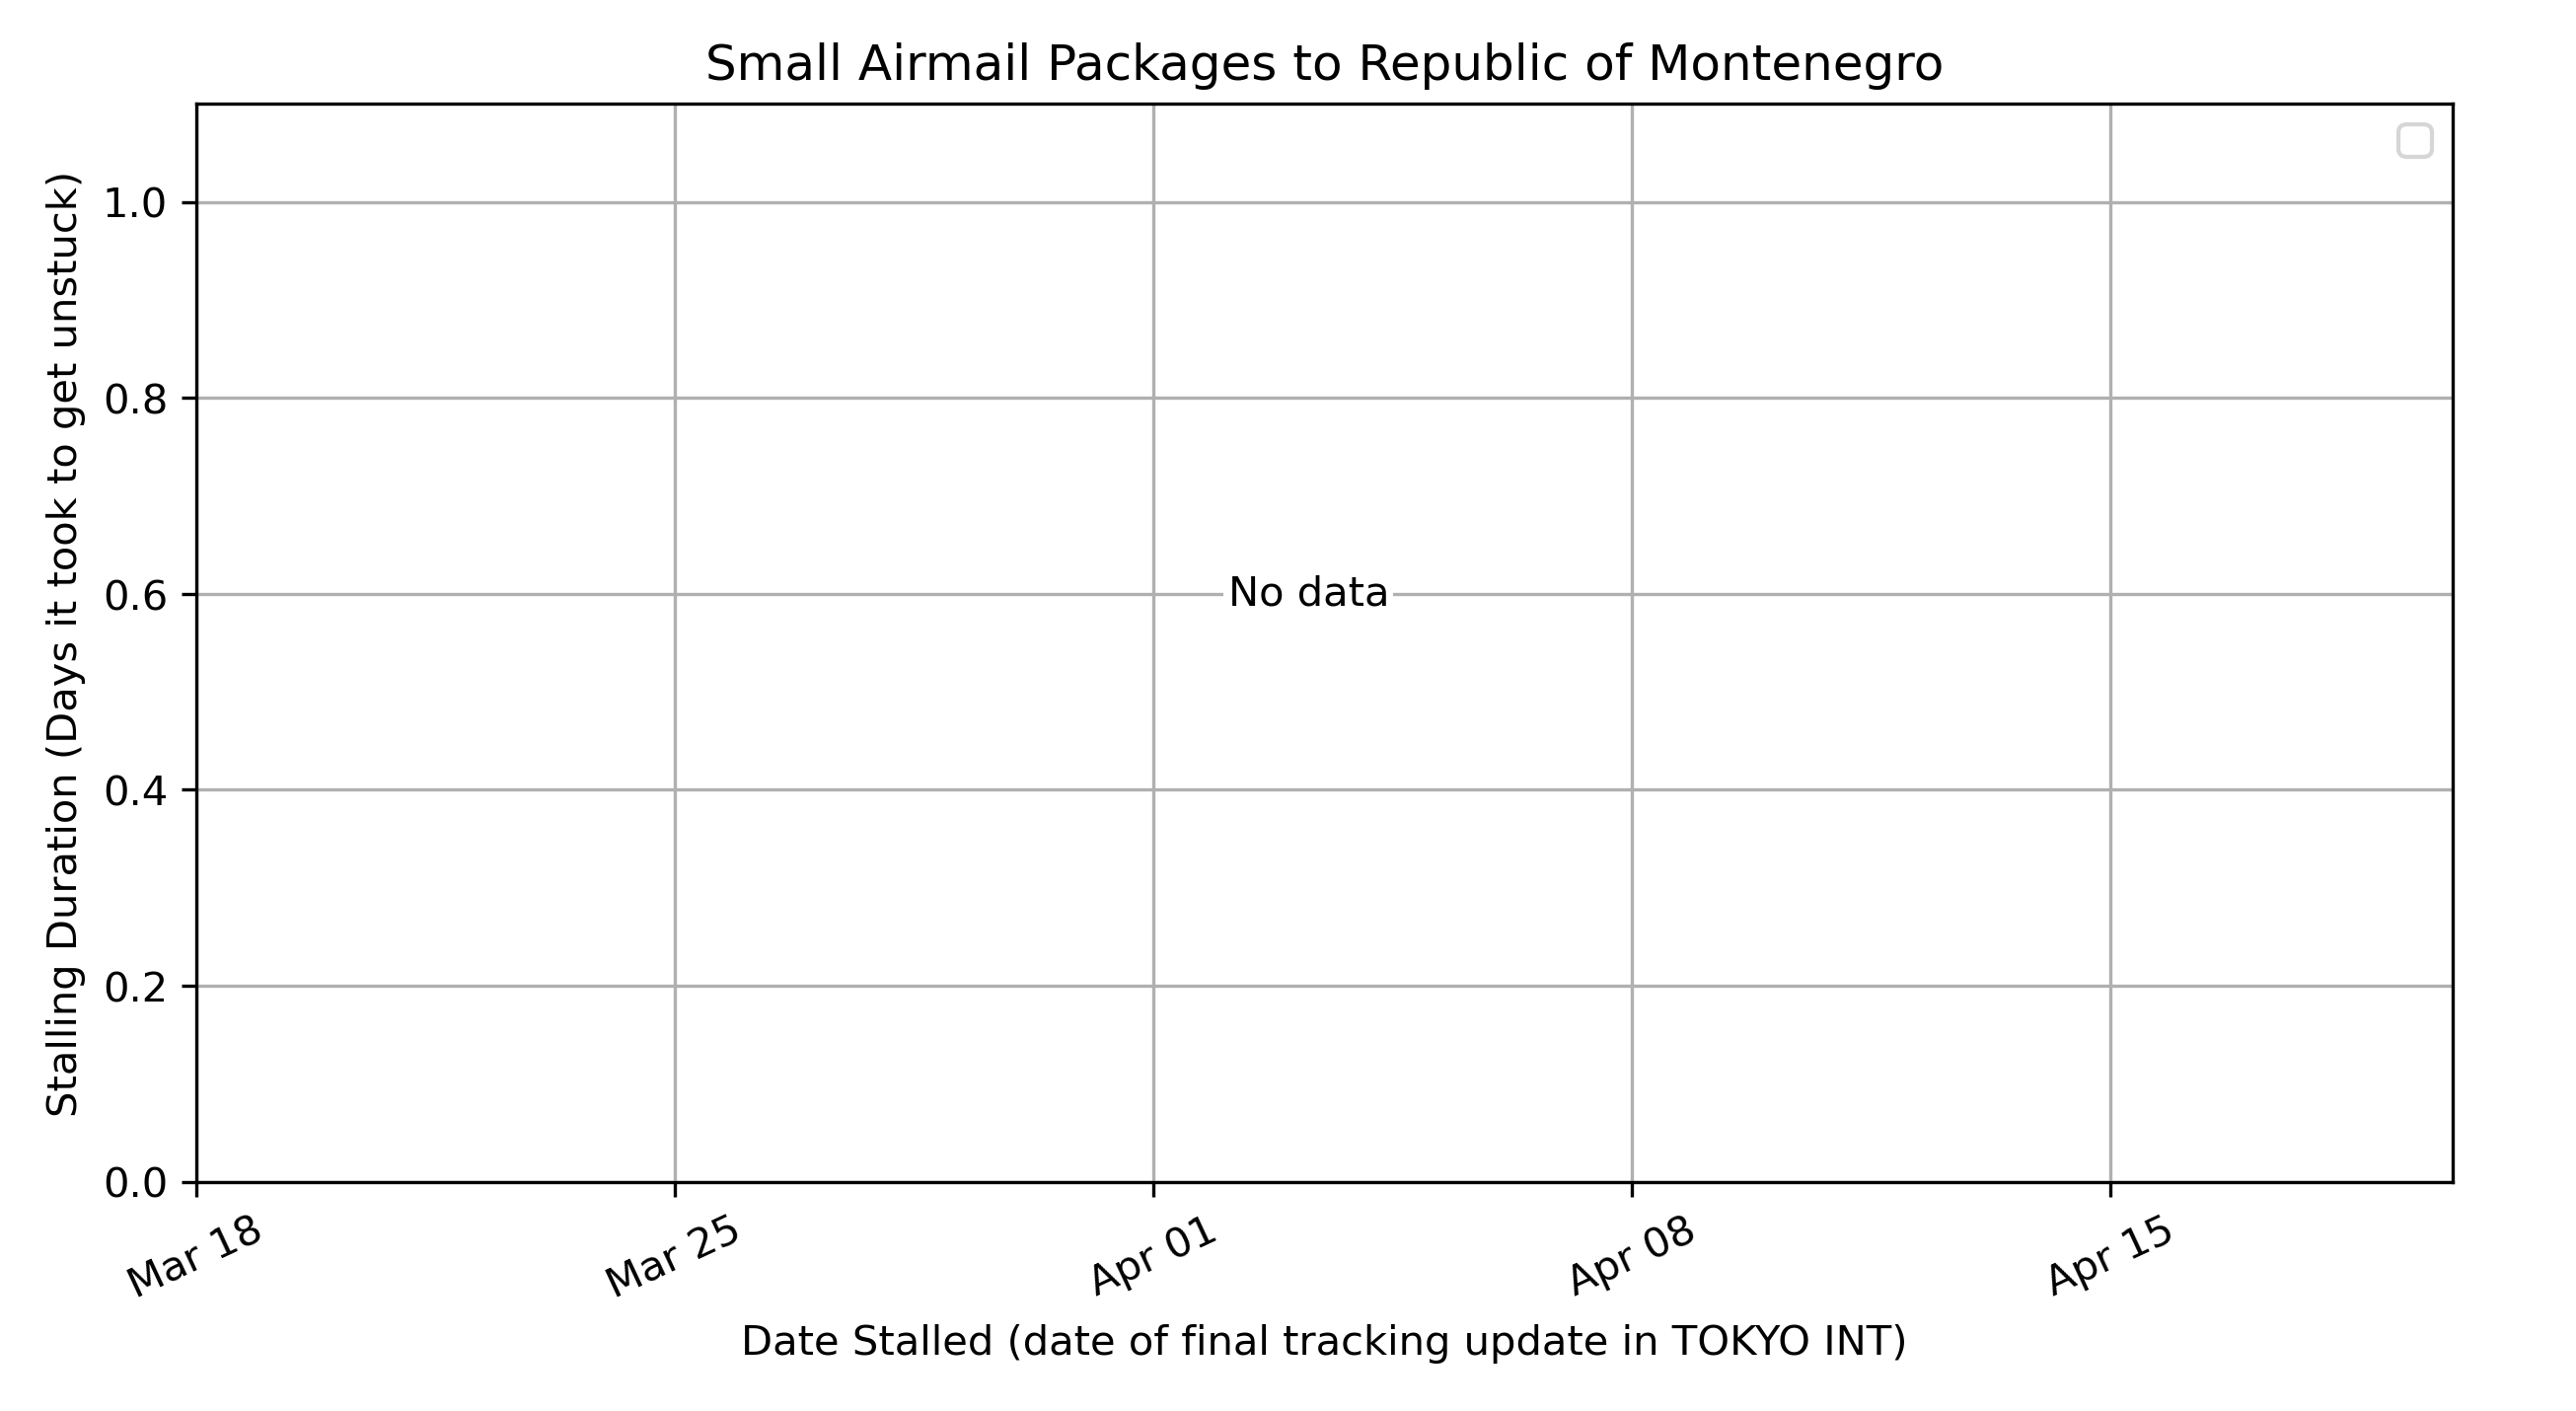 Small Airmail Packages to Republic of Montenegro
Stalling Duration (Days it took to get unstuck)
1.0
0.8
0.6
0.4
0.2
0.0
No data
Mar 18
Mar 25
Apr 01
Apr 08
Apr 15
Date Stalled (date of final tracking update in TOKYO INT)